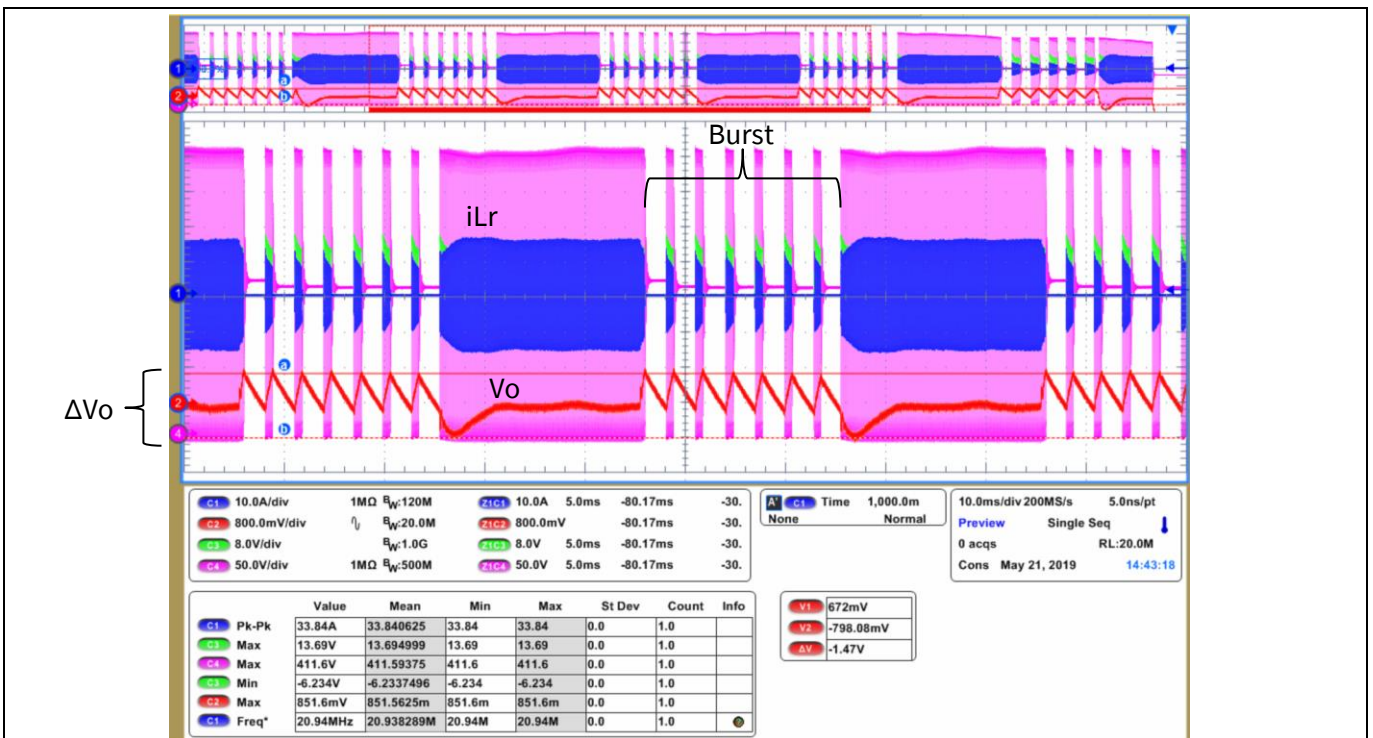 1
2
a
b
Burst
iLr
1
a
Vo
ΔVo
2
b
4
C1 10.0A/div 1MΩ BW:120M Z1C1 10.0A 5.0ms -80.17ms -30.
C2 800.0mV/div BW:20.0M Z1C2 800.0mV -80.17ms -30.
C3 8.0V/div BW:1.0G Z1C3 8.0V 5.0ms -80.17ms -30.
C4 50.0V/div 1MΩ BW:500M Z1C4 50.0V 5.0ms -80.17ms -30.
A' C1 Time 1,000.0m
None Normal
10.0ms/div 200MS/s 5.0ns/pt
Preview Single Seq
0 acqs RL:20.0M
Cons May 21, 2019 14:43:18
Value Mean Min Max St Dev Count Info
C1 Pk-Pk 33.84A 33.840625 33.84 33.84 0.0 1.0
C3 Max 13.69V 13.694999 13.69 13.69 0.0 1.0
C4 Max 411.6V 411.59375 411.6 411.6 0.0 1.0
C3 Min -6.234V -6.2337496 -6.234 -6.234 0.0 1.0
C2 Max 851.6mV 851.5625m 851.6m 851.6m 0.0 1.0
C1 Freq* 20.94MHz 20.938289M 20.94M 20.94M 0.0 1.0
V1 672mV
V2 -798.08mV
ΔV -1.47V